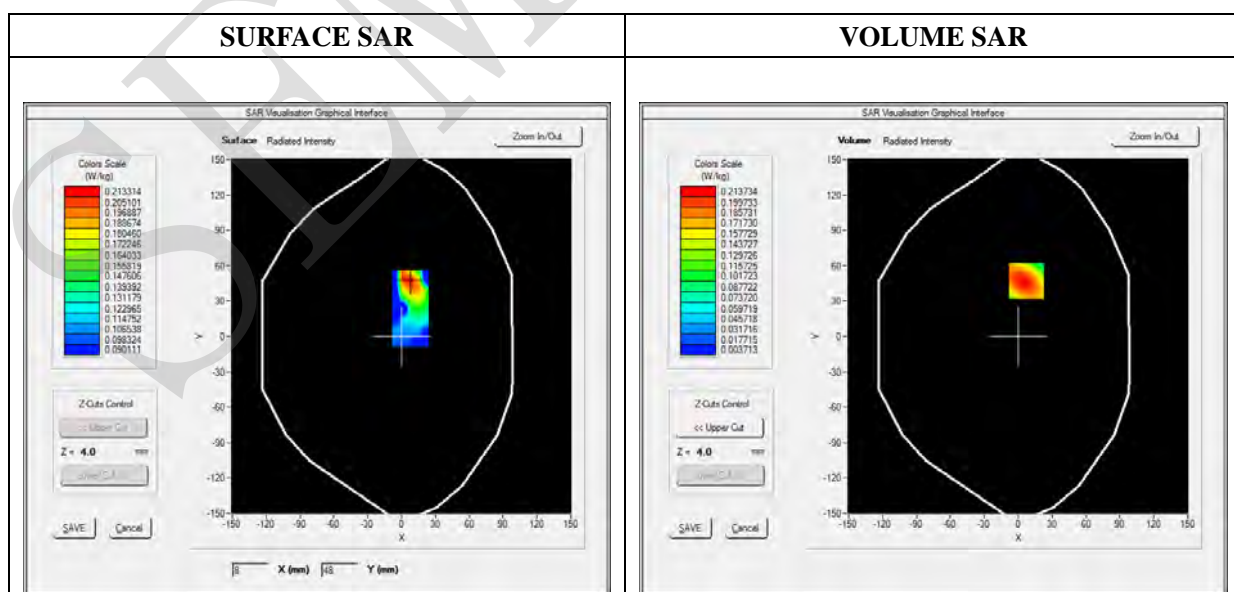 SURFACE SAR
VOLUME SAR
SAR Visualisation Graphical Interface
Surface Radiated Intensity
Zoom In/Out
Colors Scale
(W/kg)
0.213314
0.205101
0.196887
0.188674
0.180460
0.172246
0.164033
0.155819
0.147606
0.139392
0.131179
0.122965
0.114752
0.106538
0.098324
0.090111
Z-Cuts Control
<< Upper Cut
Z = 4.0 mm
SAVE Cancel
150
120
90
60
30
0
-30
-60
-90
-120
-150
Y
-150 -120 -90 -60 -30 0 30 60 90 120 150
X
8 X (mm) 48 Y (mm)
SAR Visualisation Graphical Interface
Volume Radiated Intensity
Zoom In/Out
Colors Scale
(W/kg)
0.213734
0.199733
0.185731
0.171730
0.157729
0.143727
0.129726
0.115725
0.101723
0.087722
0.073720
0.059719
0.045718
0.031716
0.017715
0.003713
Z-Cuts Control
<< Upper Cut
Z = 4.0 mm
SAVE Cancel
150
120
90
60
30
0
-30
-60
-90
-120
-150
Y
-150 -120 -90 -60 -30 0 30 60 90 120 150
X